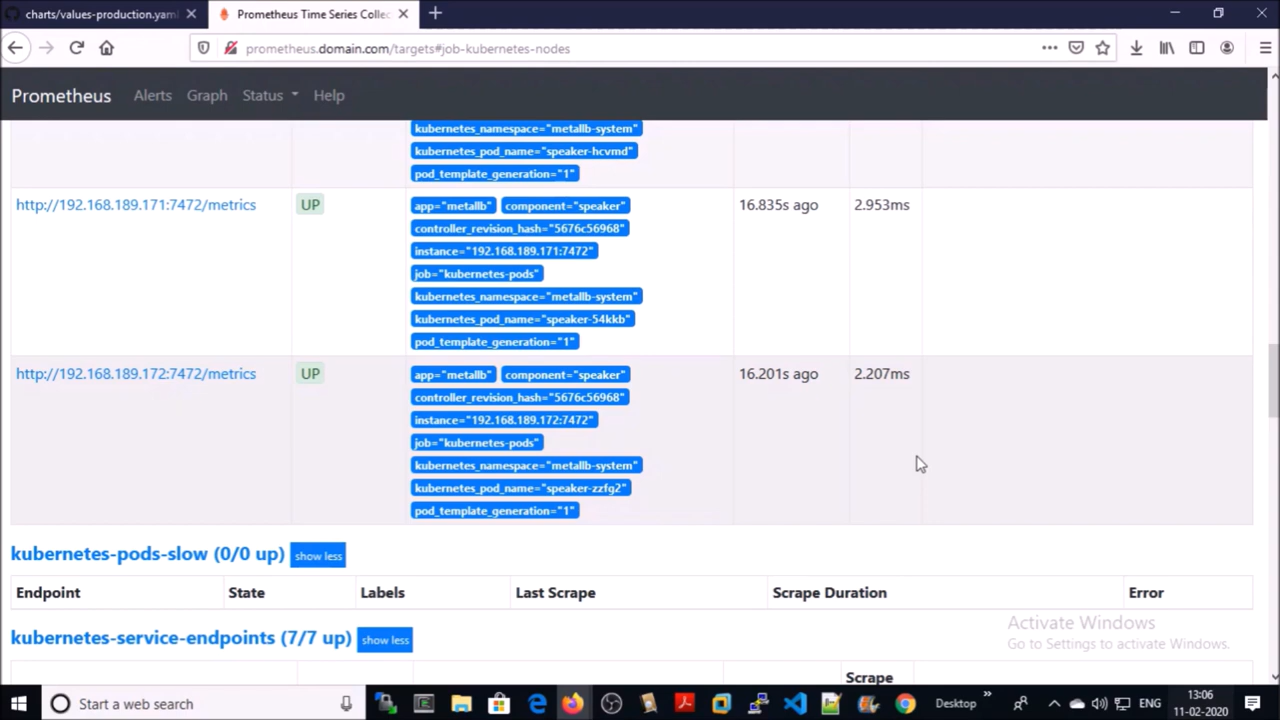 charts/values-production.yaml
Prometheus Time Series Collec
prometheus.domain.com/targets#job-kubernetes-nodes
Prometheus Alerts Graph Status Help
kubernetes_namespace="metallb-system"
kubernetes_pod_name="speaker-hcvmd"
pod_template_generation="1"
http://192.168.189.171:7472/metrics UP app="metallb" component="speaker" 16.835s ago 2.953ms
controller_revision_hash="5676c56968"
instance="192.168.189.171:7472"
job="kubernetes-pods"
kubernetes_namespace="metallb-system"
kubernetes_pod_name="speaker-54kkb"
pod_template_generation="1"
http://192.168.189.172:7472/metrics UP app="metallb" component="speaker" 16.201s ago 2.207ms
controller_revision_hash="5676c56968"
instance="192.168.189.172:7472"
job="kubernetes-pods"
kubernetes_namespace="metallb-system"
kubernetes_pod_name="speaker-zzfg2"
pod_template_generation="1"
kubernetes-pods-slow (0/0 up) show less
Endpoint State Labels Last Scrape Scrape Duration Error
kubernetes-service-endpoints (7/7 up) show less
Scrape
Activate Windows
Go to Settings to activate Windows.
Start a web search Desktop ENG 13:06
11-02-2020